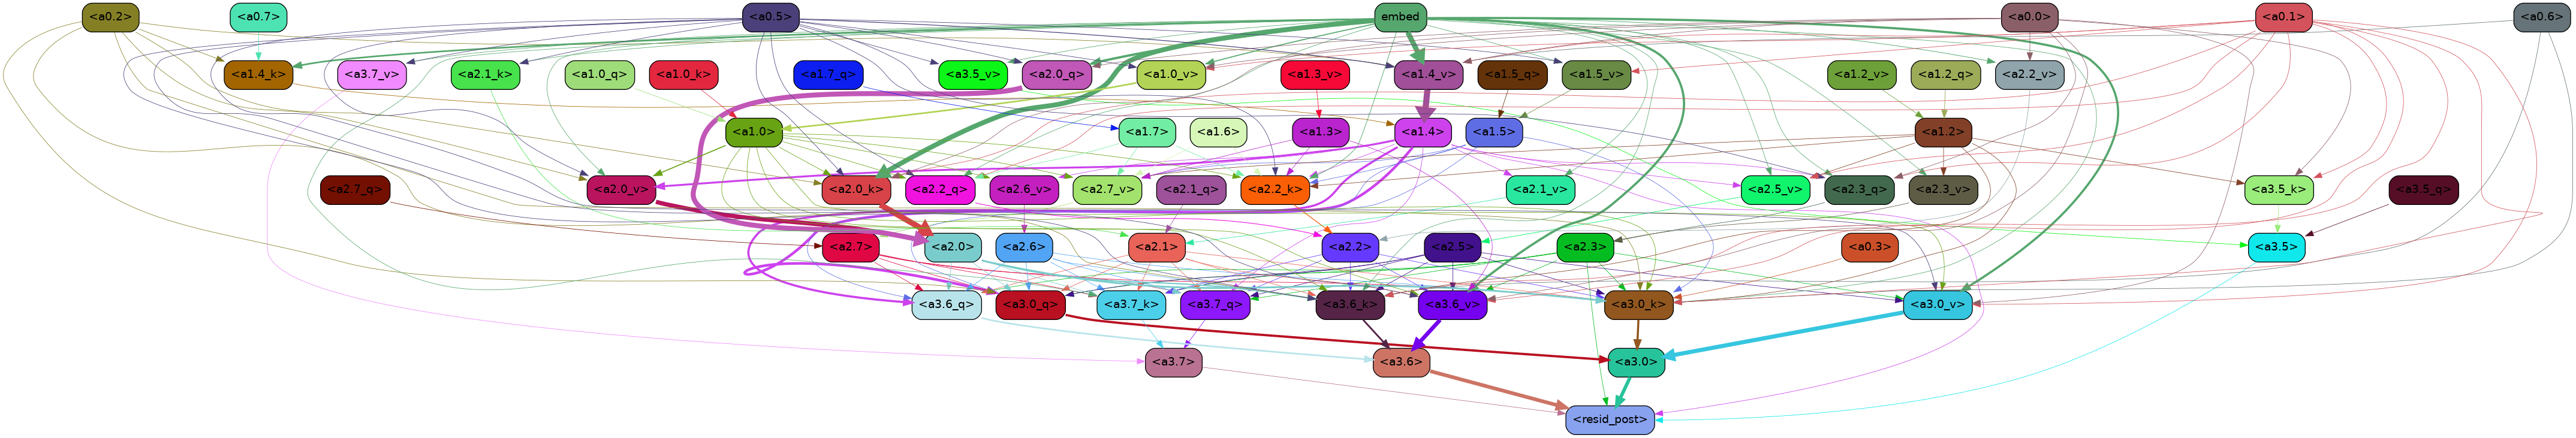 <a0.2> <a0.7> <a0.5> embed <a0.0> <a0.1> <a0.6>
<a1.4_k> <a3.7_v> <a2.1_k> <a1.0_q> <a1.0_k> <a1.7_q> <a3.5_v> <a2.0_q> <a1.0_v> <a1.3_v> <a1.4_v> <a1.5_q> <a1.5_v> <a1.2_v> <a1.2_q> <a2.2_v>
<a1.0> <a1.7> <a1.6> <a1.3> <a1.4> <a1.5> <a1.2>
<a2.7_q> <a2.0_v> <a2.0_k> <a2.2_q> <a2.6_v> <a2.7_v> <a2.1_q> <a2.2_k> <a2.1_v> <a2.5_v> <a2.3_q> <a2.3_v> <a3.5_k> <a3.5_q>
<a2.7> <a2.0> <a2.6> <a2.1> <a2.2> <a2.5> <a2.3> <a0.3> <a3.5>
<a3.6_q> <a3.0_q> <a3.7_k> <a3.7_q> <a3.6_k> <a3.6_v> <a3.0_k> <a3.0_v>
<a3.7> <a3.6> <a3.0>
<resid_post>